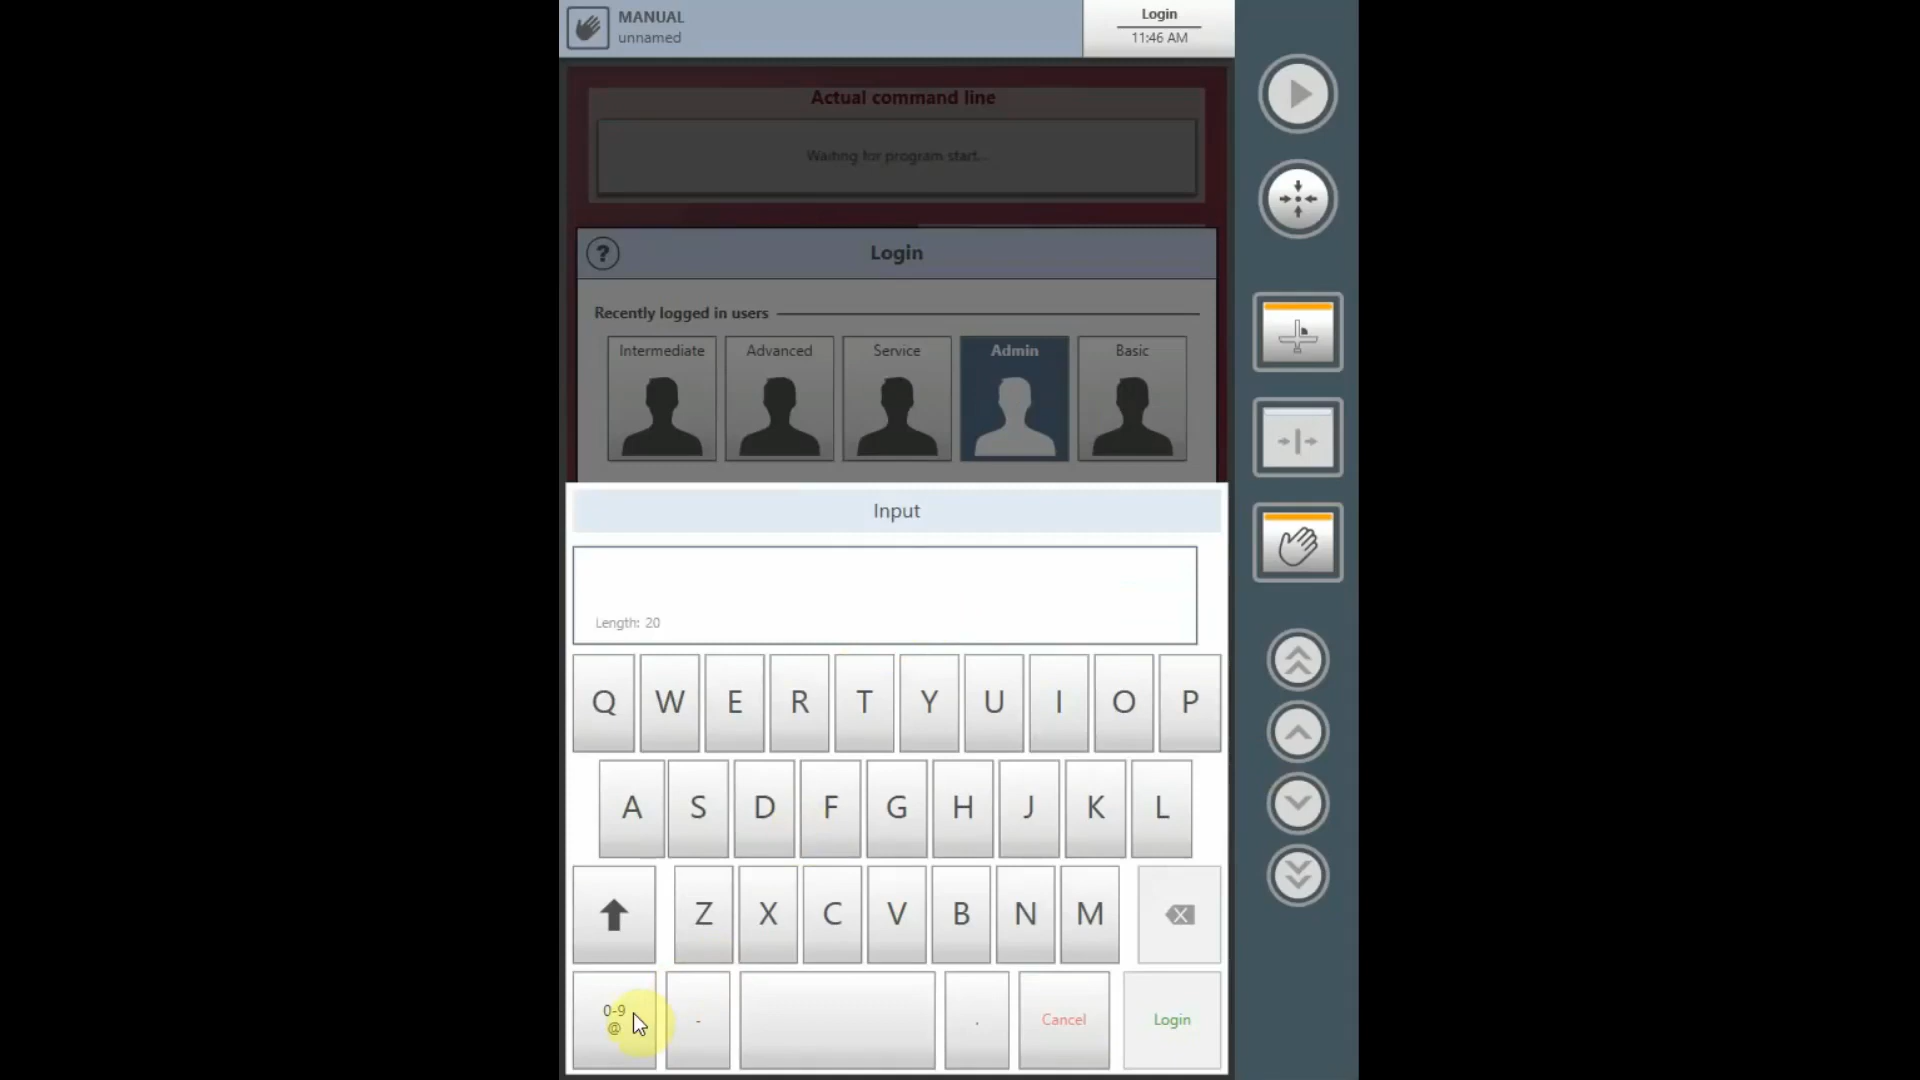 MANUAL
unnamed
Login
11:46 AM
Actual command line
Waiting for program start...
?
Login
Recently logged in users
Intermediate Advanced Service Admin Basic
Input
Length: 20
Q W E R T Y U I O P
A S D F G H J K L
Z X C V B N M
0-9
@
- . Cancel Login